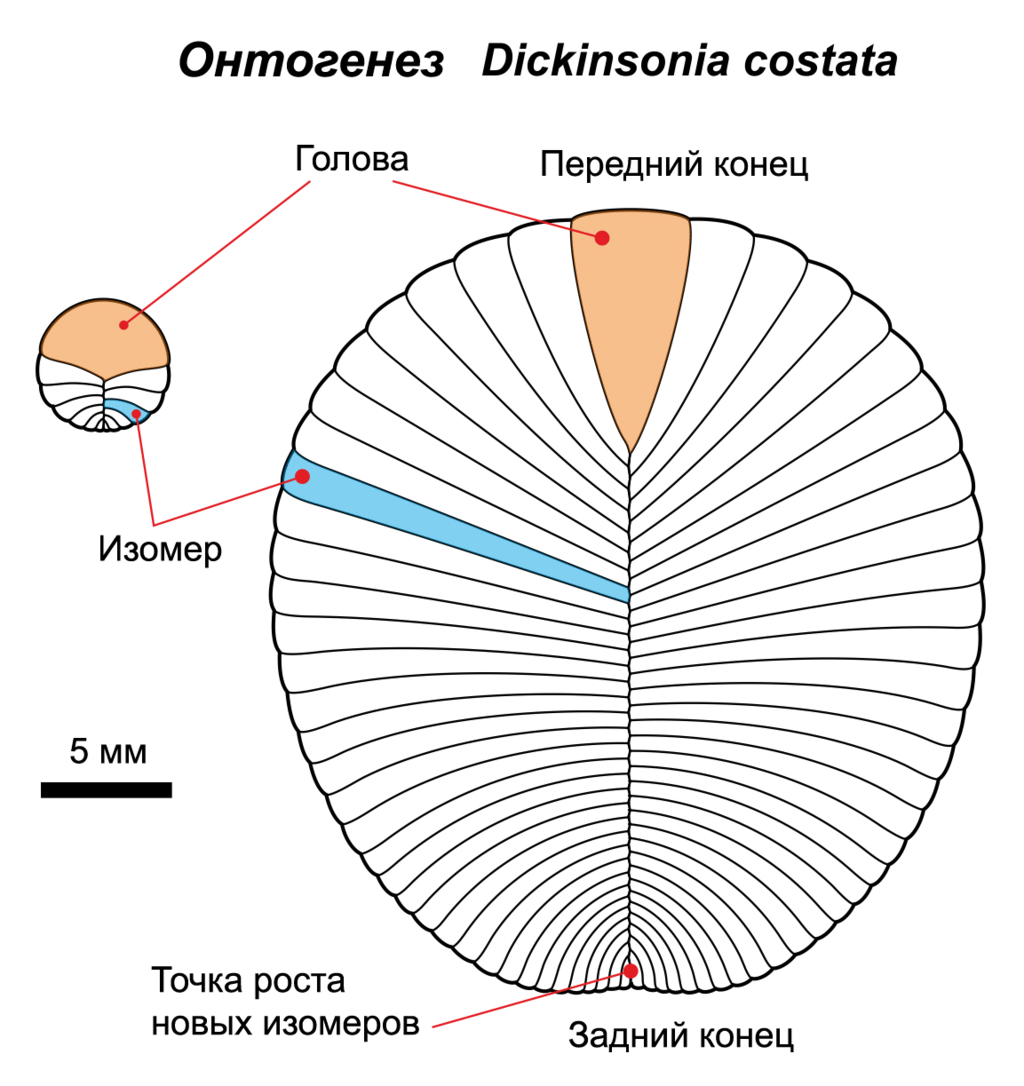 Онтогенез Dickinsonia costata
Голова
Передний конец
Изомер
5 мм
Точка роста
новых изомеров
Задний конец